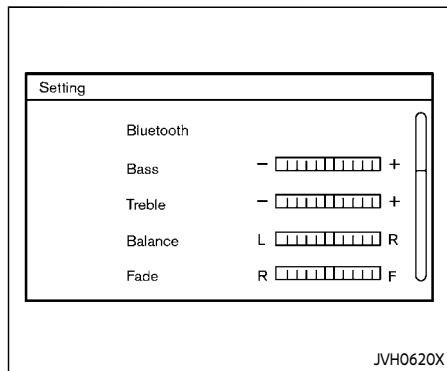 Setting
Bluetooth
Bass − +
Treble − +
Balance L R
Fade R F
JVH0620X